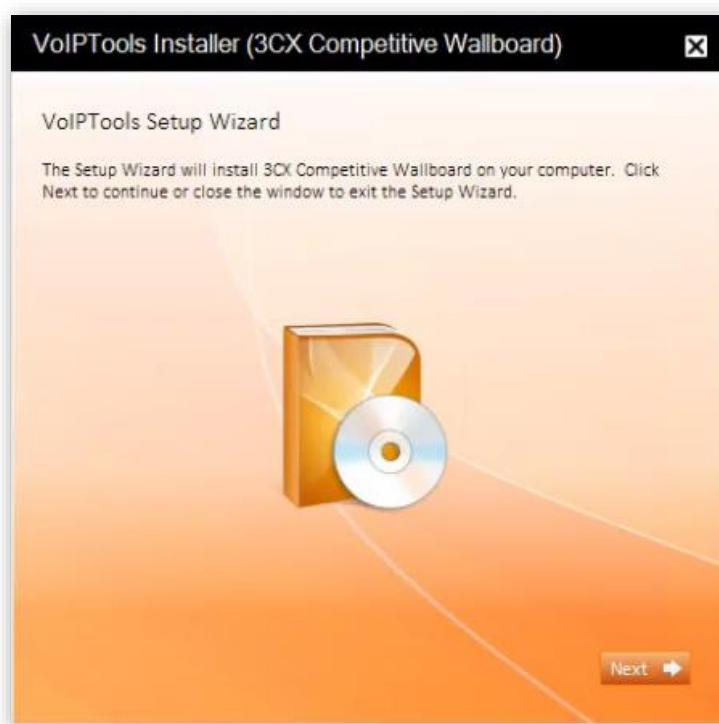 VoIPTools Installer (3CX Competitive Wallboard)
VoIPTools Setup Wizard
The Setup Wizard will install 3CX Competitive Wallboard on your computer. Click
Next to continue or close the window to exit the Setup Wizard.
Next